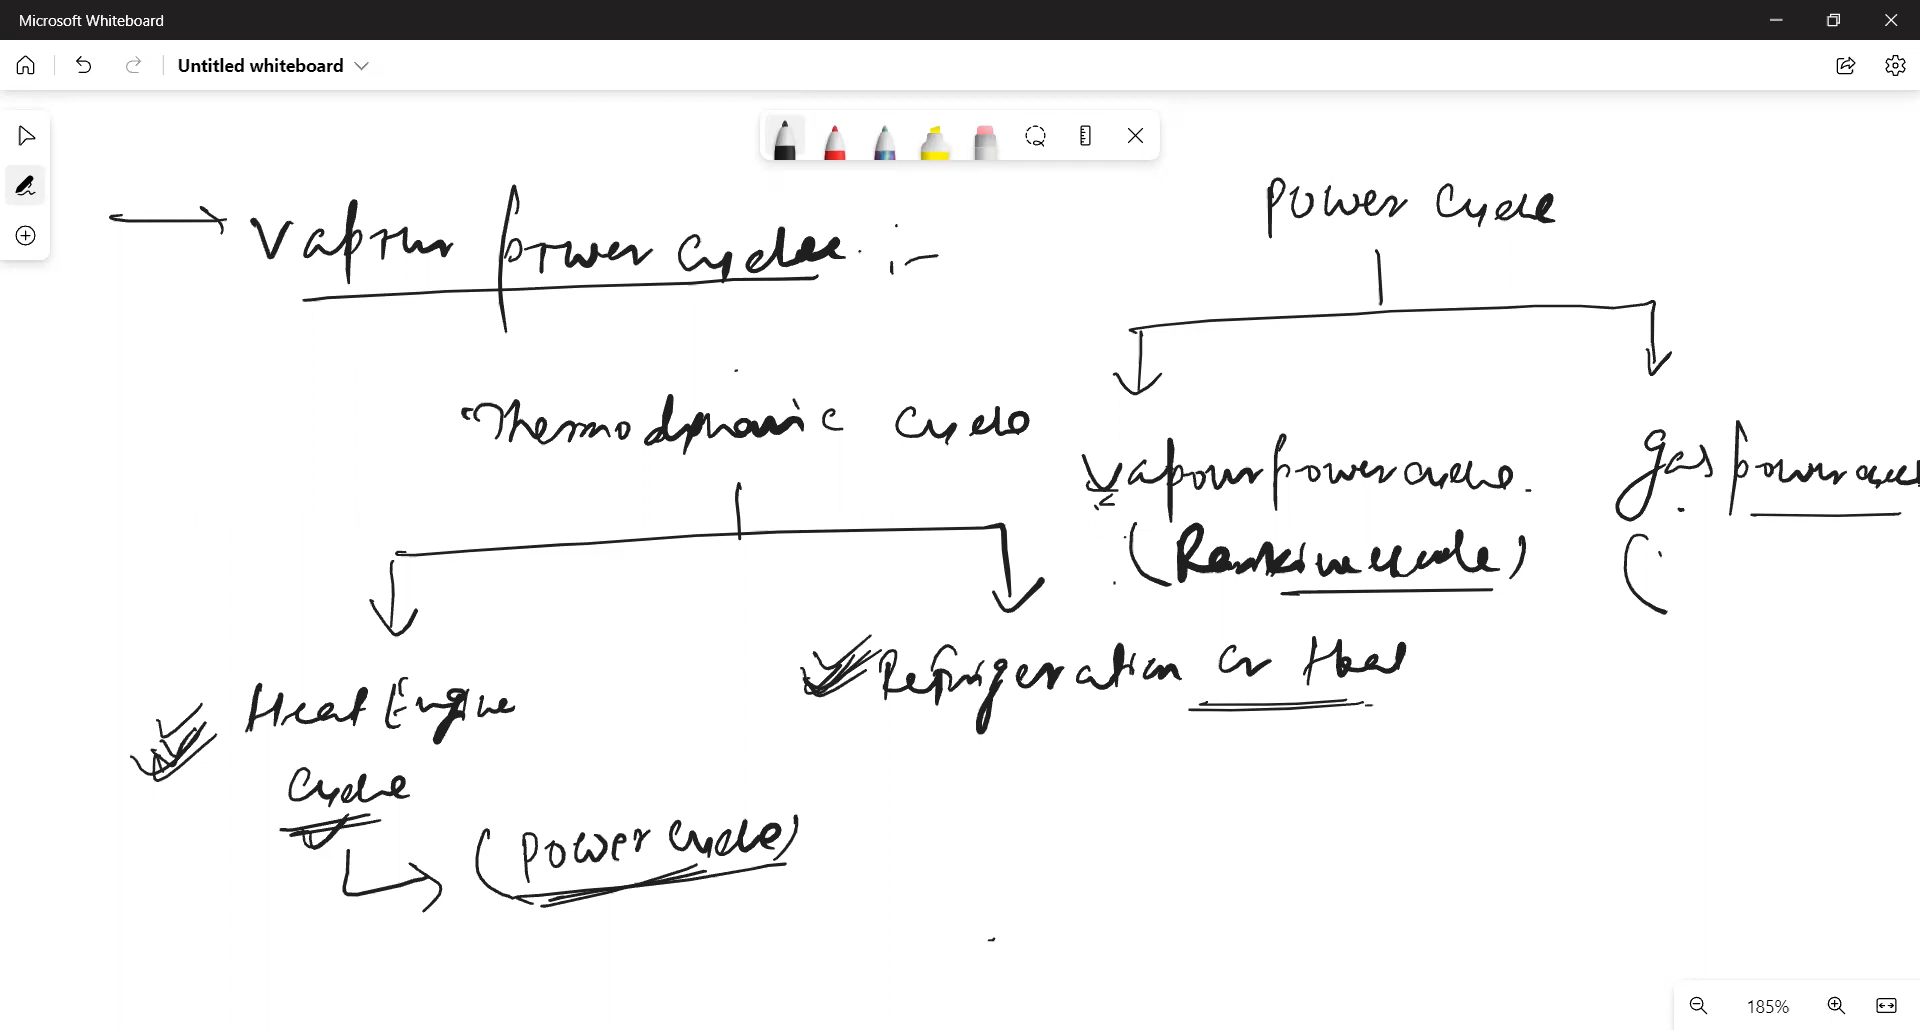 Microsoft Whiteboard
Untitled whiteboard
Vapour power cycle :-
Thermodynamic cycle
Heat Engine
cycle
(power cycle)
Refrigeration or Heat
power cycle
Vapour power cycle.
(Rankine cycle)
gas power cycle
(
185%